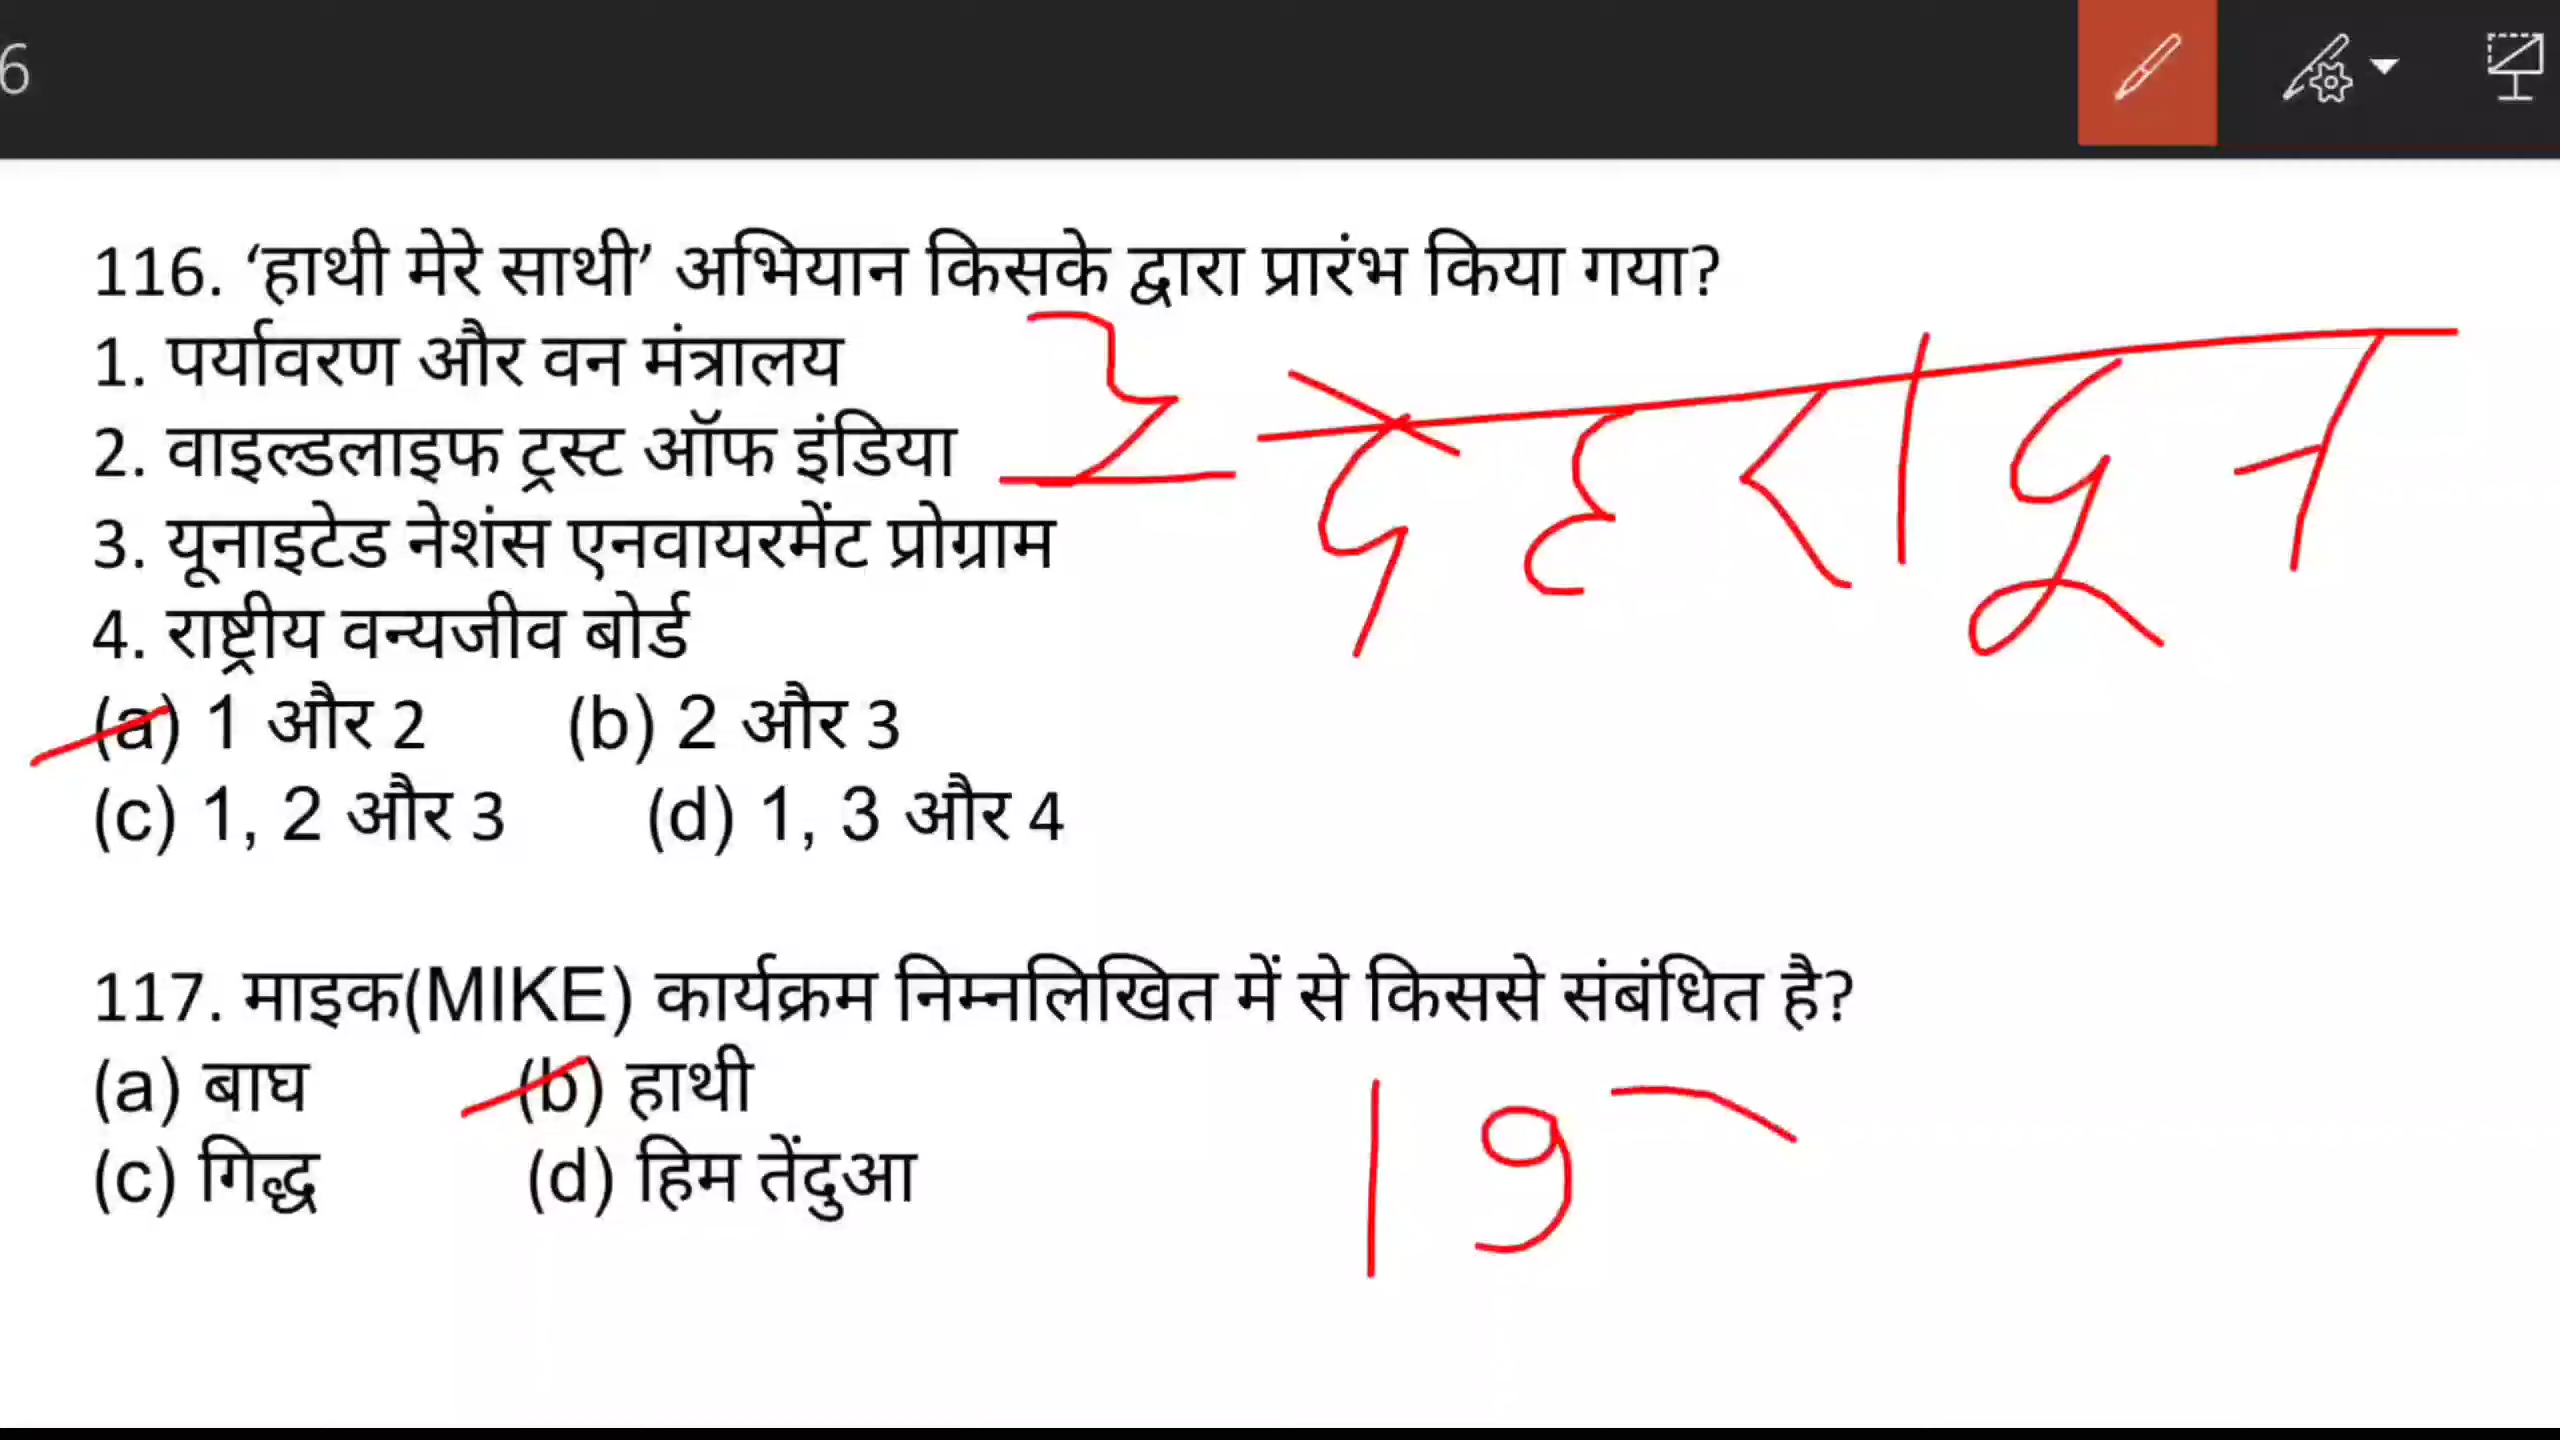 6
116. ‘हाथी मेरे साथी’ अभियान किसके द्वारा प्रारंभ किया गया?
1. पर्यावरण और वन मंत्रालय
2. वाइल्डलाइफ ट्रस्ट ऑफ इंडिया
देहरादून
3. यूनाइटेड नेशंस एनवायरमेंट प्रोग्राम
4. राष्ट्रीय वन्यजीव बोर्ड
(a) 1 और 2 (b) 2 और 3
(c) 1, 2 और 3 (d) 1, 3 और 4
117. माइक(MIKE) कार्यक्रम निम्नलिखित में से किससे संबंधित है?
(a) बाघ (b) हाथी
(c) गिद्ध (d) हिम तेंदुआ
19